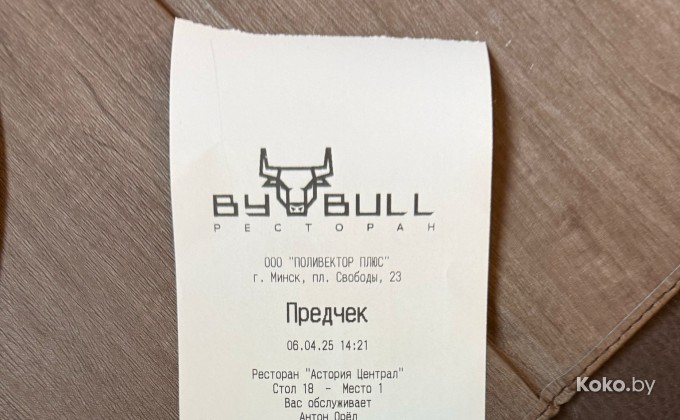 BY BULL
РЕСТОРАН
ООО "ПОЛИВЕКТОР ПЛЮС"
г. Минск, пл. Свободы, 23
Предчек
06.04.25 14:21
Ресторан "Астория Централ"
Стол 18 - Место 1
Вас обслуживает
Антон Орёл
Koko.by